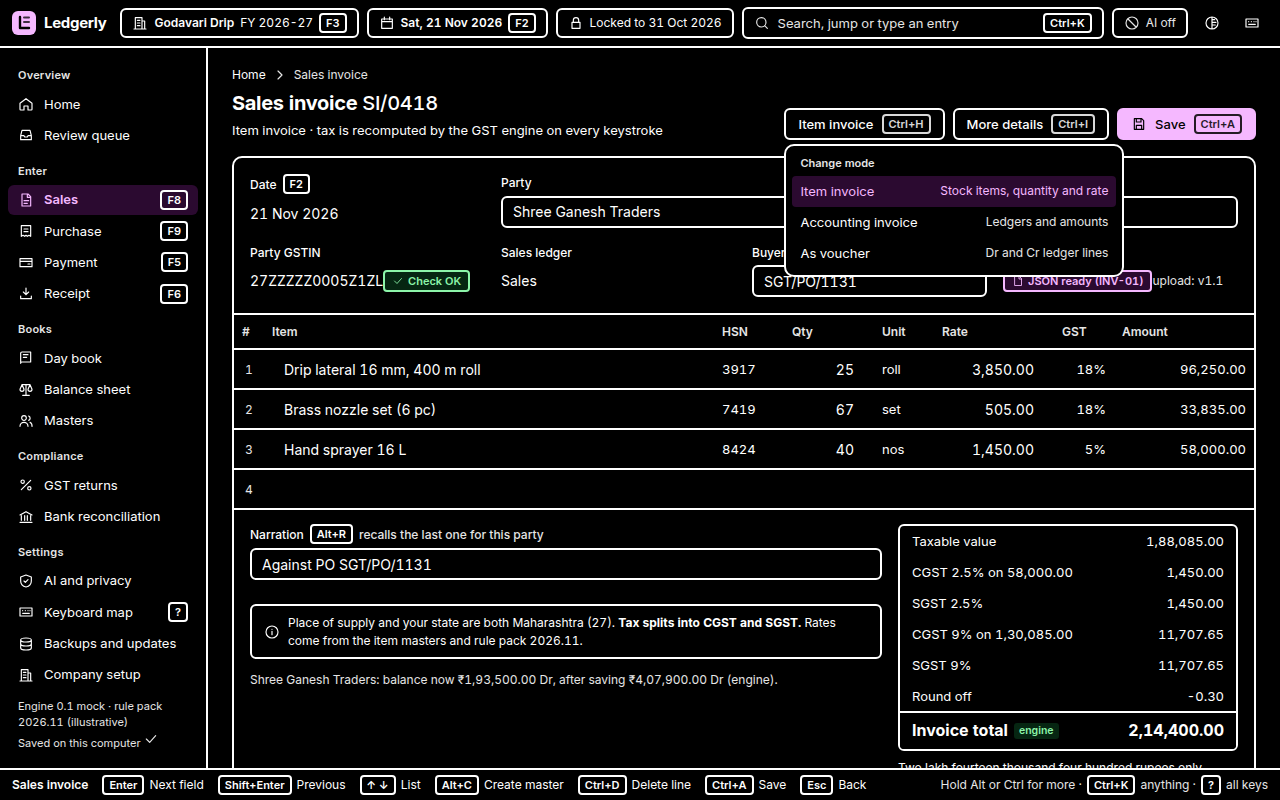 Ledgerly
Godavari Drip FY 2026-27 F3
Sat, 21 Nov 2026 F2
Locked to 31 Oct 2026
Search, jump or type an entry Ctrl+K
AI off
Overview
Home
Review queue
Enter
Sales F8
Purchase F9
Payment F5
Receipt F6
Books
Day book
Balance sheet
Masters
Compliance
GST returns
Bank reconciliation
Settings
AI and privacy
Keyboard map ?
Backups and updates
Company setup
Engine 0.1 mock · rule pack
2026.11 (illustrative)
Saved on this computer
Home > Sales invoice
Sales invoice SI/0418
Item invoice · tax is recomputed by the GST engine on every keystroke
Item invoice Ctrl+H
More details Ctrl+I
Save Ctrl+A
Change mode
Item invoice Stock items, quantity and rate
Accounting invoice Ledgers and amounts
As voucher Dr and Cr ledger lines
Date F2
21 Nov 2026
Party
Shree Ganesh Traders
Party GSTIN
27ZZZZZ0005Z1ZL Check OK
Sales ledger
Sales
Buyer
SGT/PO/1131
JSON ready (INV-01) upload: v1.1
# Item HSN Qty Unit Rate GST Amount
1 Drip lateral 16 mm, 400 m roll 3917 25 roll 3,850.00 18% 96,250.00
2 Brass nozzle set (6 pc) 7419 67 set 505.00 18% 33,835.00
3 Hand sprayer 16 L 8424 40 nos 1,450.00 5% 58,000.00
4
Narration Alt+R recalls the last one for this party
Against PO SGT/PO/1131
Place of supply and your state are both Maharashtra (27). Tax splits into CGST and SGST. Rates
come from the item masters and rule pack 2026.11.
Shree Ganesh Traders: balance now ₹1,93,500.00 Dr, after saving ₹4,07,900.00 Dr (engine).
Taxable value 1,88,085.00
CGST 2.5% on 58,000.00 1,450.00
SGST 2.5% 1,450.00
CGST 9% on 1,30,085.00 11,707.65
SGST 9% 11,707.65
Round off -0.30
Invoice total engine 2,14,400.00
Two lakh fourteen thousand four hundred rupees only
Sales invoice Enter Next field Shift+Enter Previous ↑↓ List Alt+C Create master Ctrl+D Delete line Ctrl+A Save Esc Back
Hold Alt or Ctrl for more · Ctrl+K anything · ? all keys